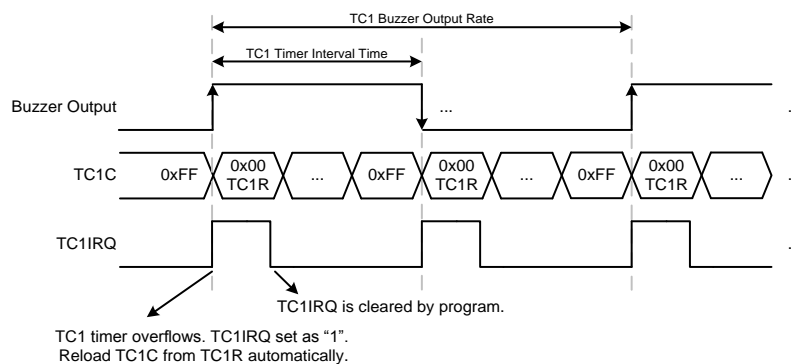 TC1 Buzzer Output Rate
TC1 Timer Interval Time
Buzzer Output
...
.
TC1C
0xFF
0x00
TC1R
...
0xFF
0x00
TC1R
...
0xFF
0x00
TC1R
...
.
TC1IRQ
.
TC1IRQ is cleared by program.
TC1 timer overflows. TC1IRQ set as “1”.
Reload TC1C from TC1R automatically.